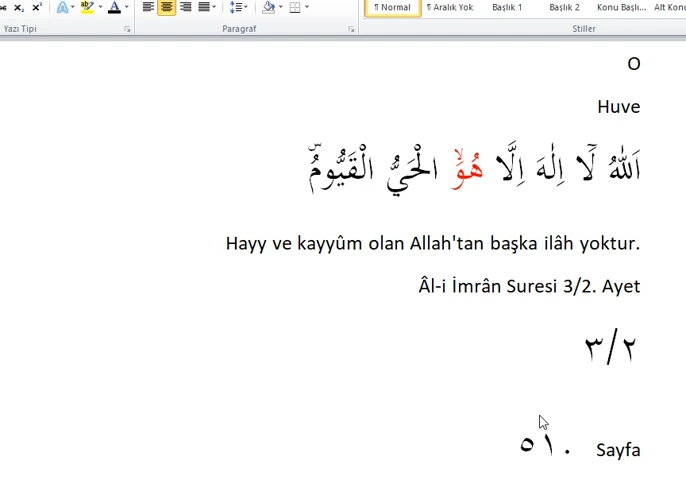 Yazı Tipi
Paragraf
¶ Normal
¶ Aralık Yok
Başlık 1
Başlık 2
Konu Başlı...
Alt Konu
Stiller
O
Huve
اَللّٰهُ لَٓا اِلٰهَ اِلَّا هُوَۙ الْحَيُّ الْقَيُّومُۜ
Hayy ve kayyûm olan Allah'tan başka ilâh yoktur.
Âl-i İmrân Suresi 3/2. Ayet
٣/٢
٥١٠ Sayfa